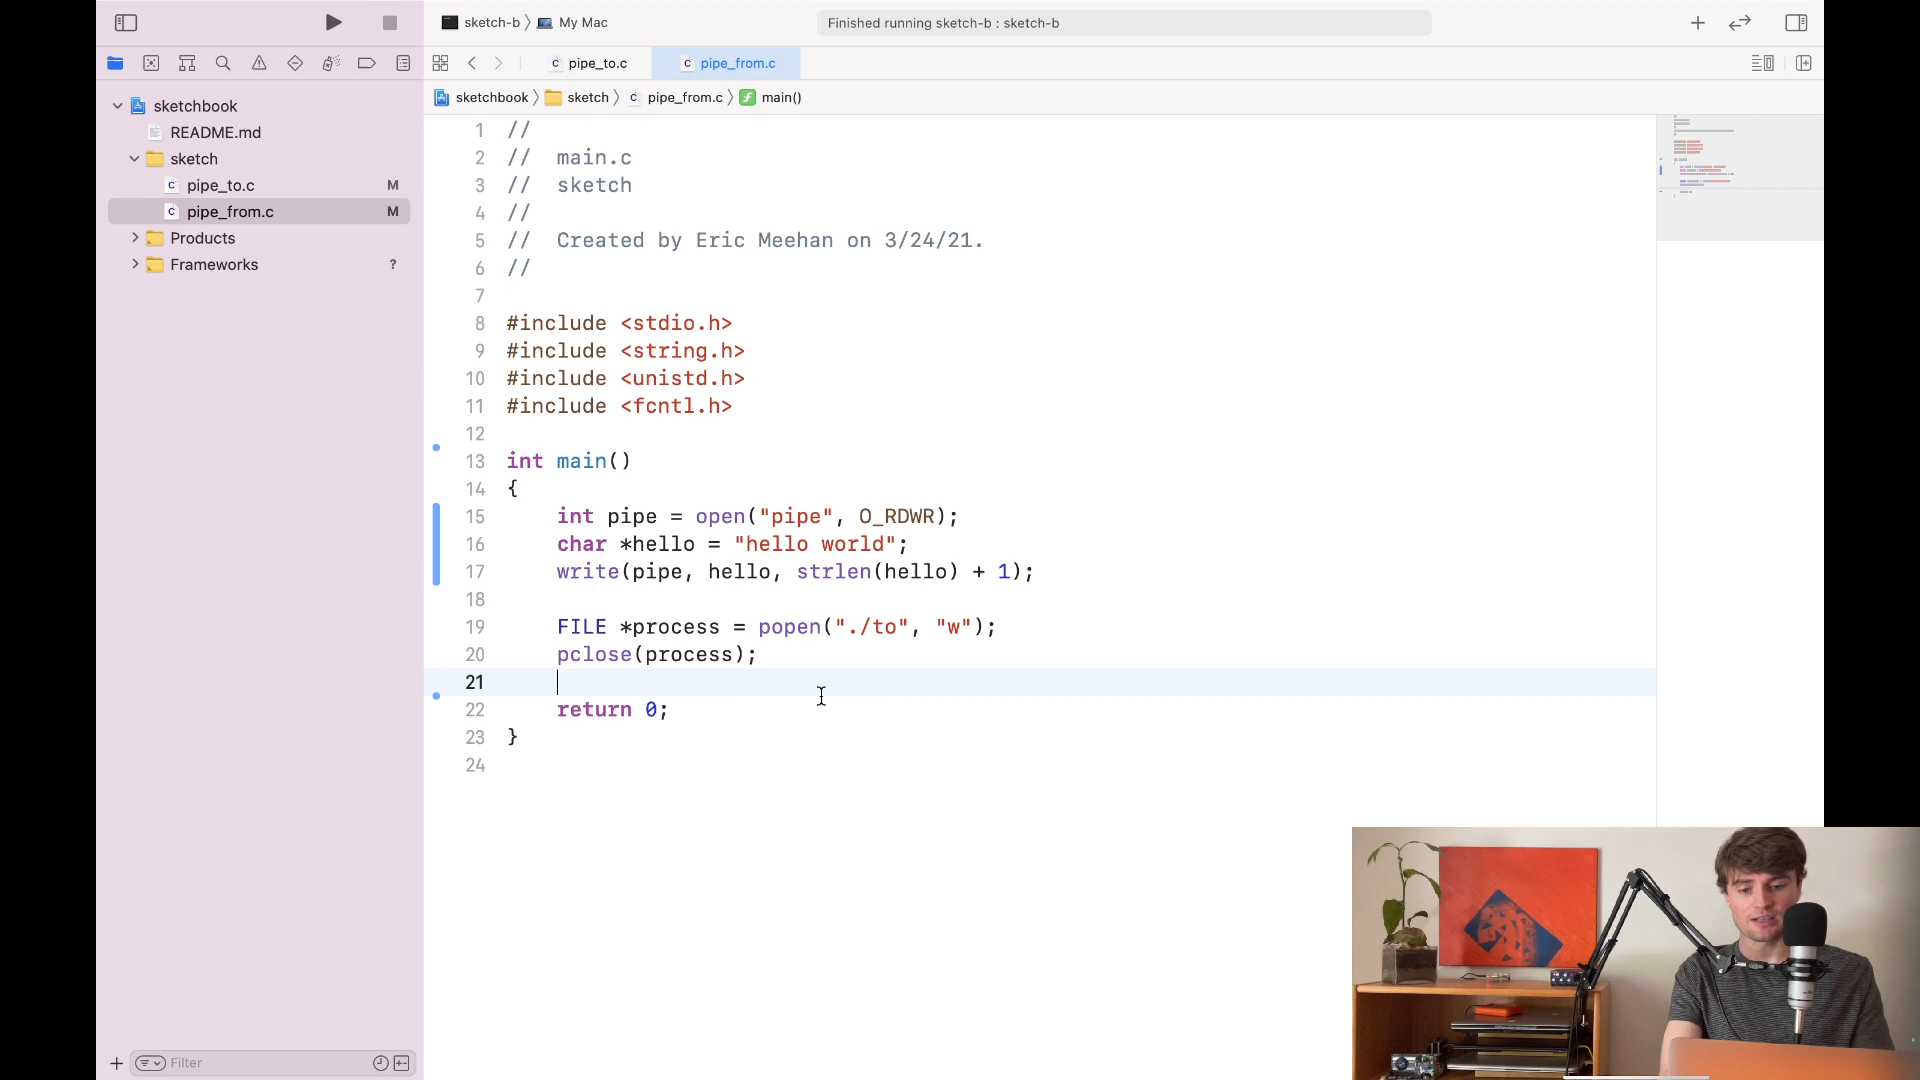 sketch-b 〉 My Mac
Finished running sketch-b : sketch-b
pipe_to.c
pipe_from.c
sketchbook 〉 sketch 〉 pipe_from.c 〉 main()
sketchbook
README.md
sketch
pipe_to.c M
pipe_from.c M
Products
Frameworks ?
1 //
2 // main.c
3 // sketch
4 //
5 // Created by Eric Meehan on 3/24/21.
6 //
7
8 #include <stdio.h>
9 #include <string.h>
10 #include <unistd.h>
11 #include <fcntl.h>
12
13 int main()
14 {
15 int pipe = open("pipe", O_RDWR);
16 char *hello = "hello world";
17 write(pipe, hello, strlen(hello) + 1);
18
19 FILE *process = popen("./to", "w");
20 pclose(process);
21
22 return 0;
23 }
24
Filter